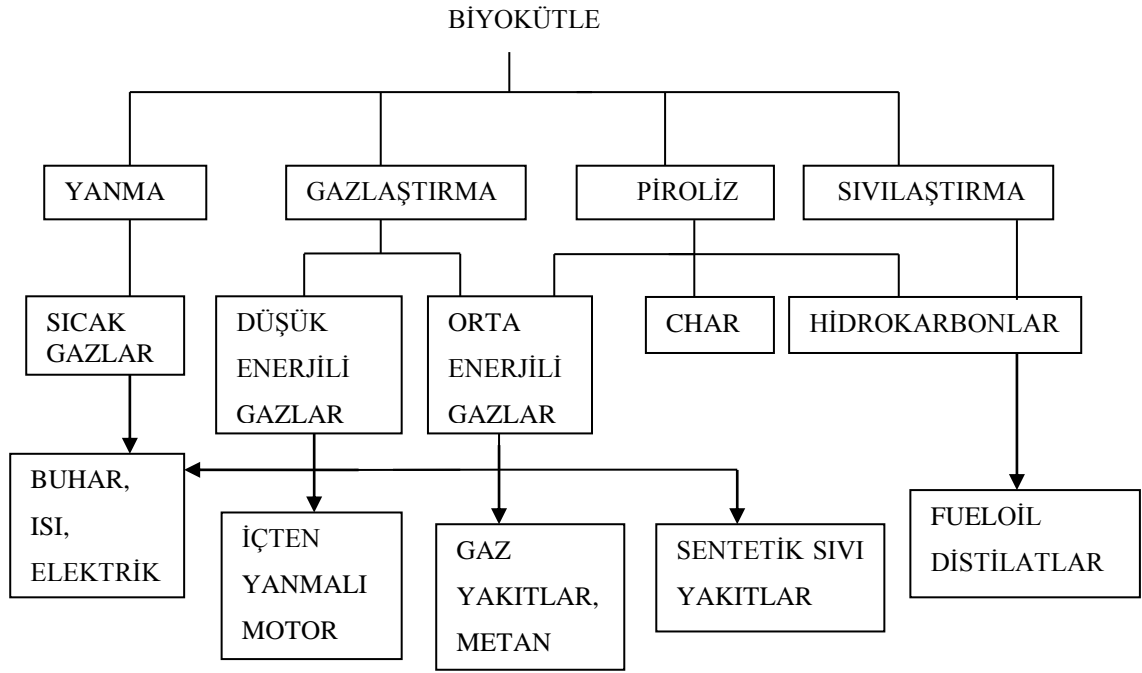 BİYOKÜTLE
YANMA
GAZLAŞTIRMA
PİROLİZ
SIVILAŞTIRMA
SICAK
GAZLAR
DÜŞÜK
ENERJİLİ
GAZLAR
ORTA
ENERJİLİ
GAZLAR
CHAR
HİDROKARBONLAR
BUHAR,
ISI,
ELEKTRİK
İÇTEN
YANMALI
MOTOR
GAZ
YAKITLAR,
METAN
SENTETİK SIVI
YAKITLAR
FUELOİL
DİSTİLATLAR